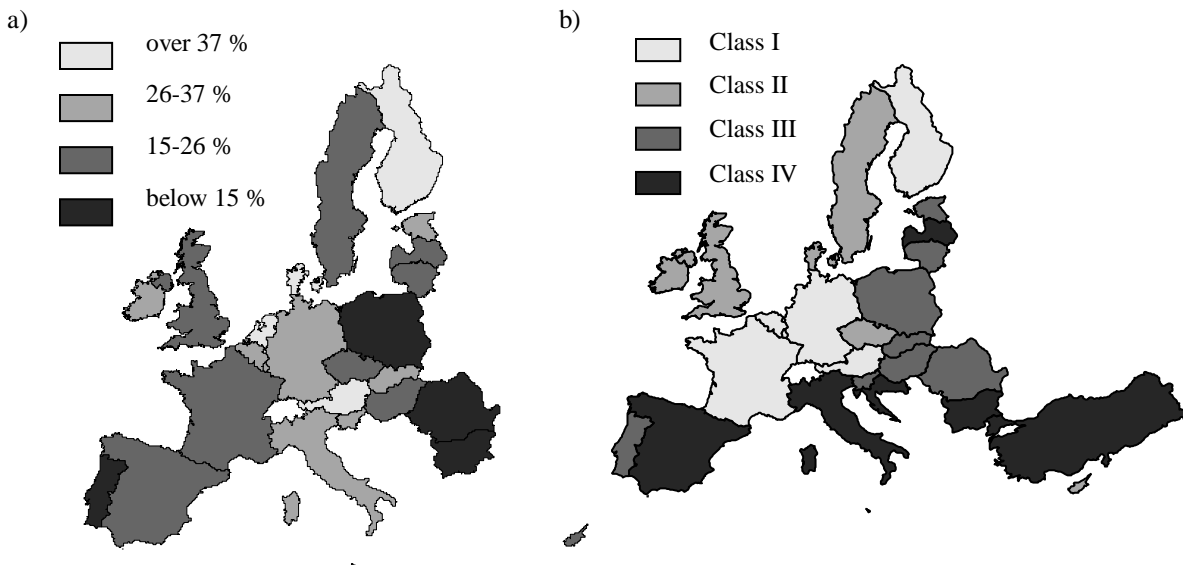 a)
over 37 %
26-37 %
15-26 %
below 15 %
b)
Class I
Class II
Class III
Class IV